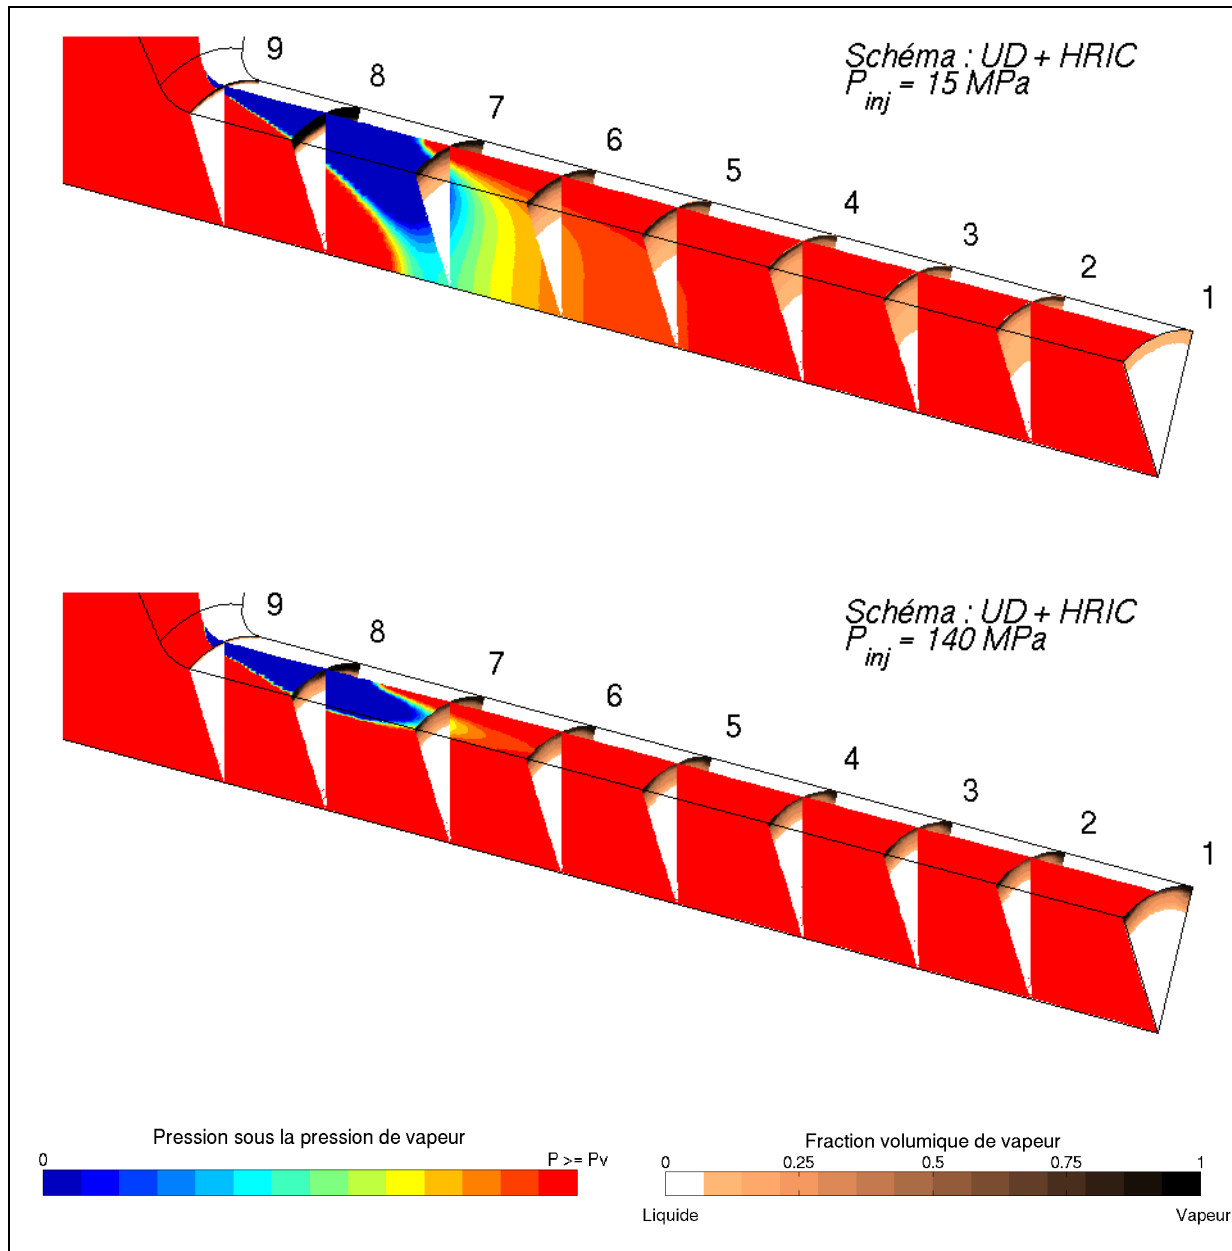 Schéma : UD + HRIC
P_inj = 15 MPa
9
8
7
6
5
4
3
2
1
Schéma : UD + HRIC
P_inj = 140 MPa
9
8
7
6
5
4
3
2
1
Pression sous la pression de vapeur
0 P >= Pv
Fraction volumique de vapeur
0 0.25 0.5 0.75 1
Liquide Vapeur